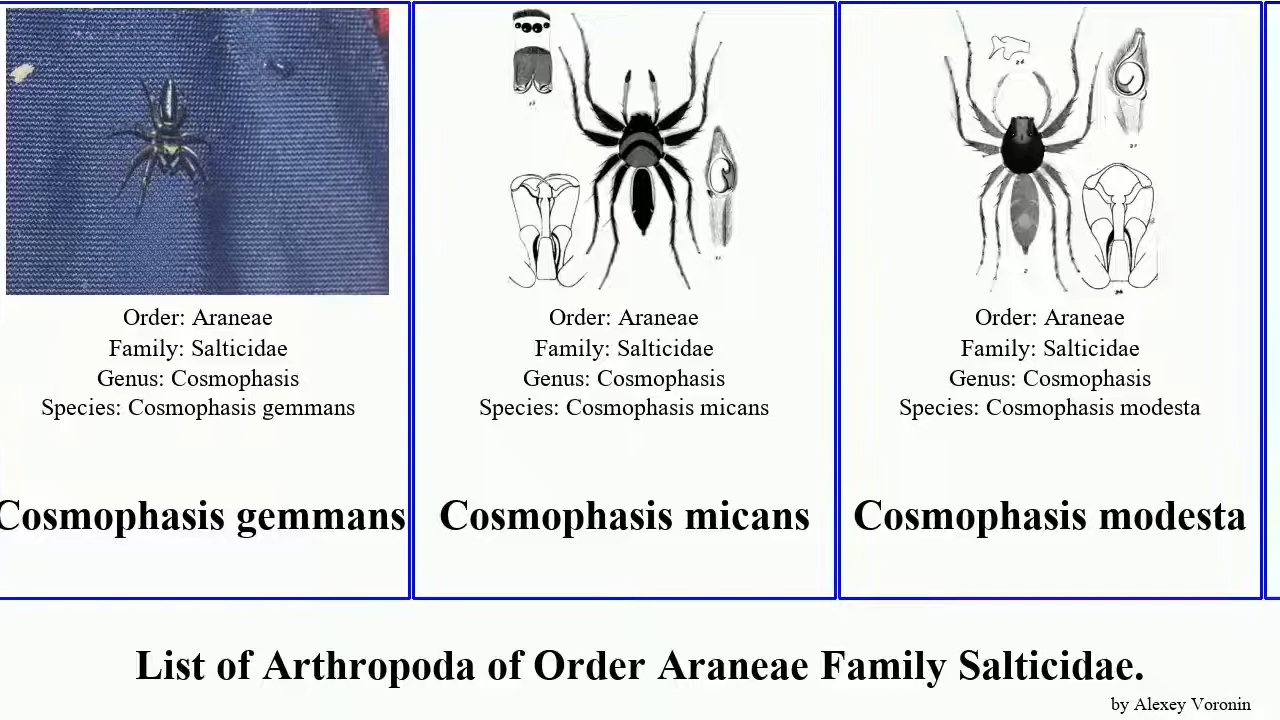 Order: Araneae
Family: Salticidae
Genus: Cosmophasis
Species: Cosmophasis gemmans
Cosmophasis gemmans
Order: Araneae
Family: Salticidae
Genus: Cosmophasis
Species: Cosmophasis micans
Cosmophasis micans
Order: Araneae
Family: Salticidae
Genus: Cosmophasis
Species: Cosmophasis modesta
Cosmophasis modesta
List of Arthropoda of Order Araneae Family Salticidae.
by Alexey Voronin